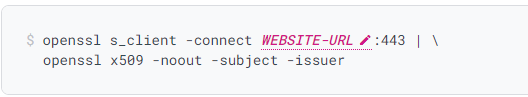 $ openssl s_client -connect WEBSITE-URL:443 | \
openssl x509 -noout -subject -issuer